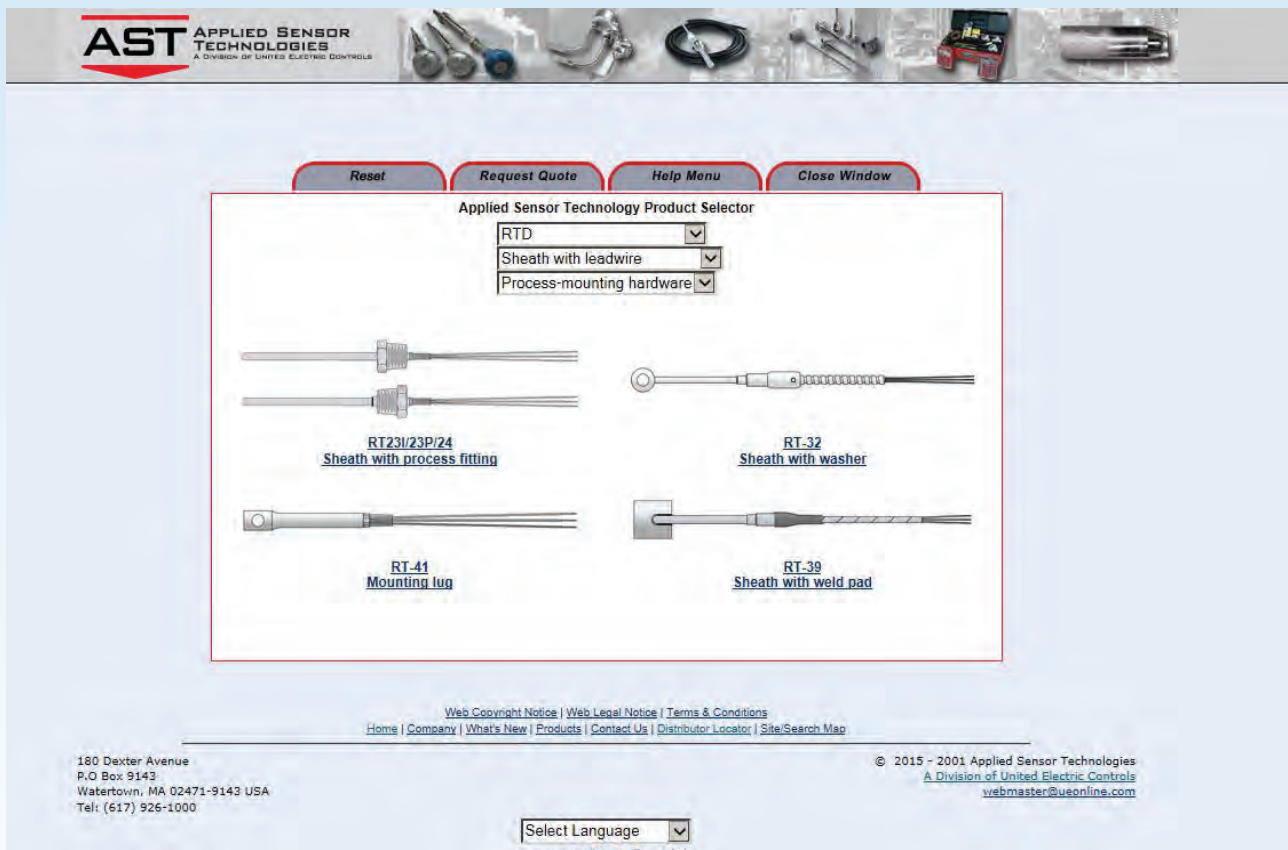 AST
APPLIED SENSOR
TECHNOLOGIES
A DIVISION OF UNITED ELECTRIC CONTROLS
Reset
Request Quote
Help Menu
Close Window
Applied Sensor Technology Product Selector
RTD
Sheath with leadwire
Process-mounting hardware
RT23I/23P/24
Sheath with process fitting
RT-32
Sheath with washer
RT-41
Mounting lug
RT-39
Sheath with weld pad
Web Copyright Notice | Web Legal Notice | Terms & Conditions
Home | Company | What's New | Products | Contact Us | Distributor Locator | Site/Search Map
180 Dexter Avenue
P.O Box 9143
Watertown, MA 02471-9143 USA
Tel: (617) 926-1000
© 2015 - 2001 Applied Sensor Technologies
A Division of United Electric Controls
webmaster@ueonline.com
Select Language